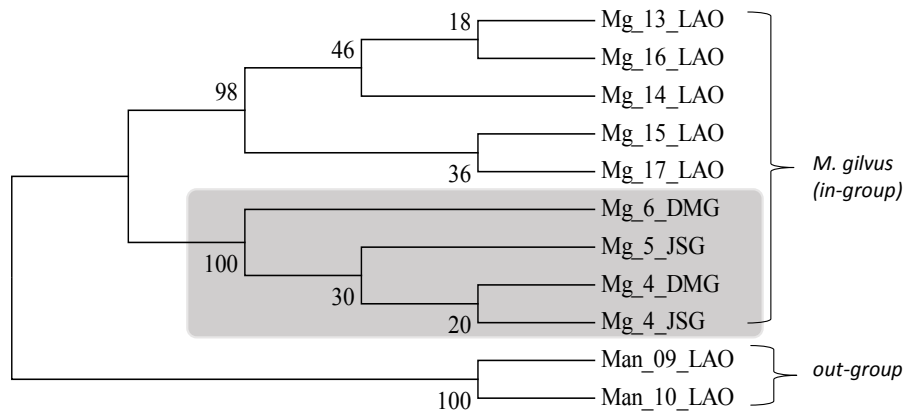 18
Mg_13_LAO
46
Mg_16_LAO
98
Mg_14_LAO
Mg_15_LAO
36
Mg_17_LAO
M. gilvus
(in-group)
Mg_6_DMG
100
Mg_5_JSG
30
Mg_4_DMG
20
Mg_4_JSG
Man_09_LAO
out-group
100
Man_10_LAO